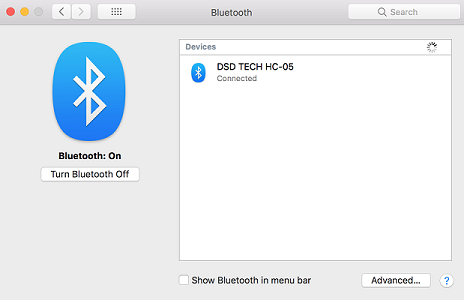 Bluetooth
Search
Devices
DSD TECH HC-05
Connected
Bluetooth: On
Turn Bluetooth Off
Show Bluetooth in menu bar
Advanced...
?